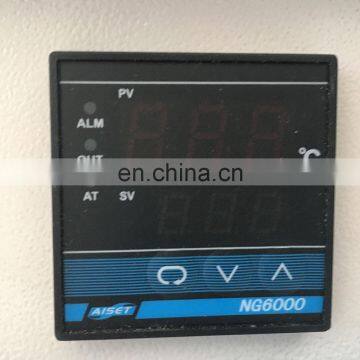 PV
ALM
OUT
°C
en.china.cn
AT SV
AISET
NG6000